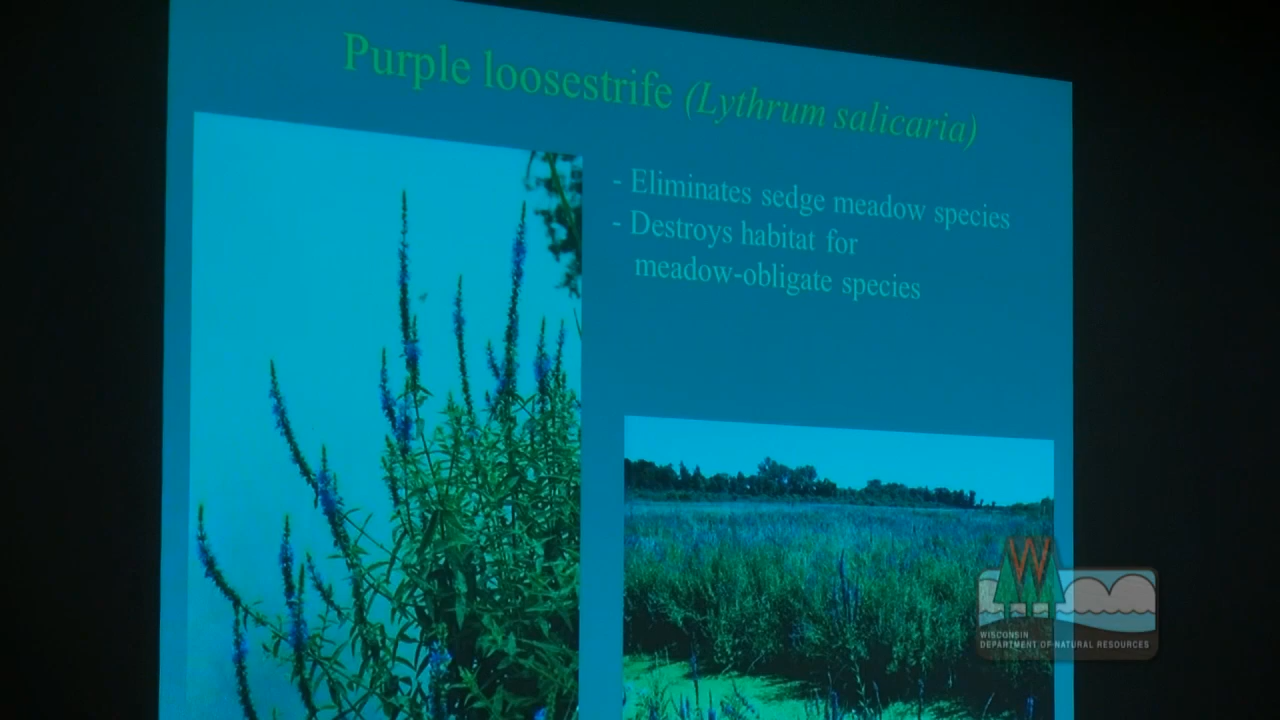 Purple loosestrife (Lythrum salicaria)
- Eliminates sedge meadow species
- Destroys habitat for
meadow-obligate species
W
WISCONSIN
DEPARTMENT OF NATURAL RESOURCES